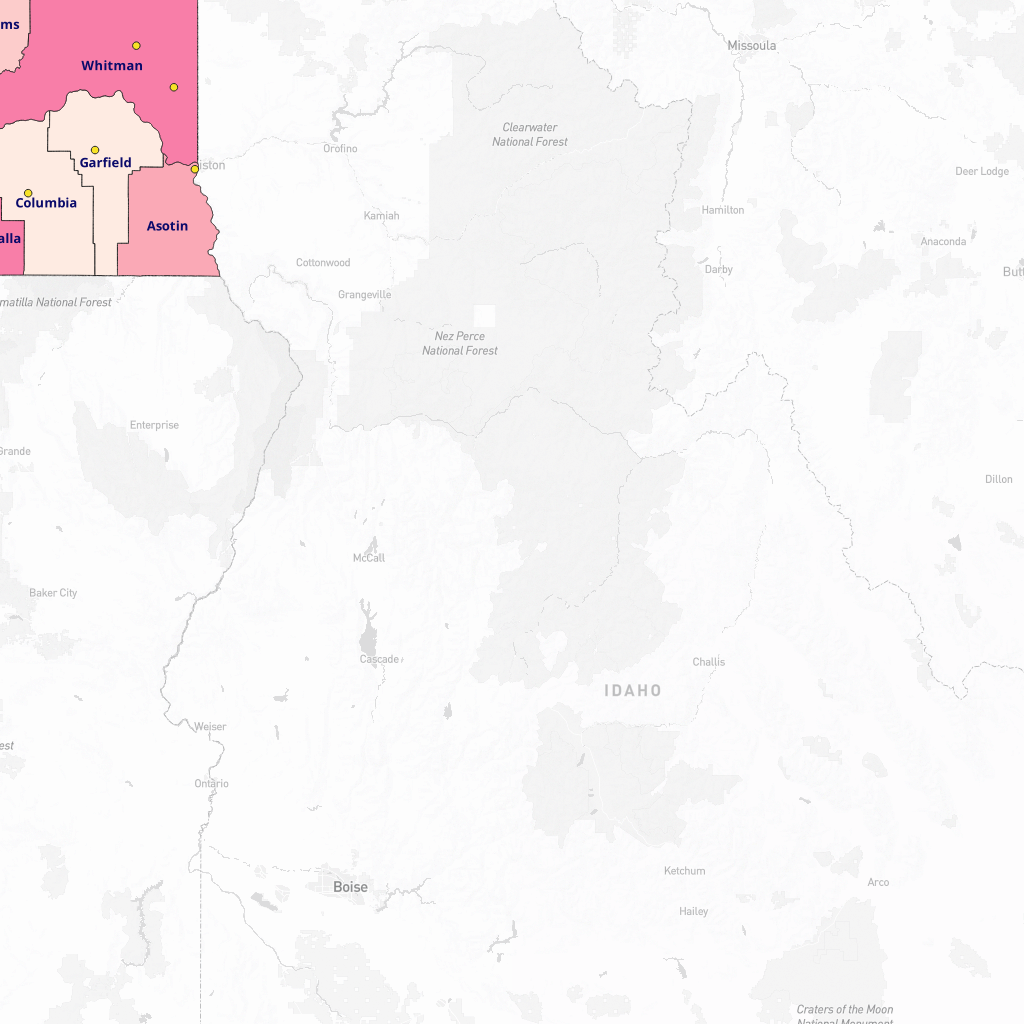 ms
Missoula
Whitman
Clearwater
National Forest
Orofino
Garfield
iston
Deer Lodge
Columbia
Hamilton
Kamiah
Asotin
alla
Anaconda
Cottonwood
Darby
Butt
matilla National Forest
Grangeville
Nez Perce
National Forest
Enterprise
Grande
Dillon
McCall
Baker City
Cascade
Challis
IDAHO
Weiser
est
Ontario
Ketchum
Boise
Arco
Hailey
Craters of the Moon
National Monument